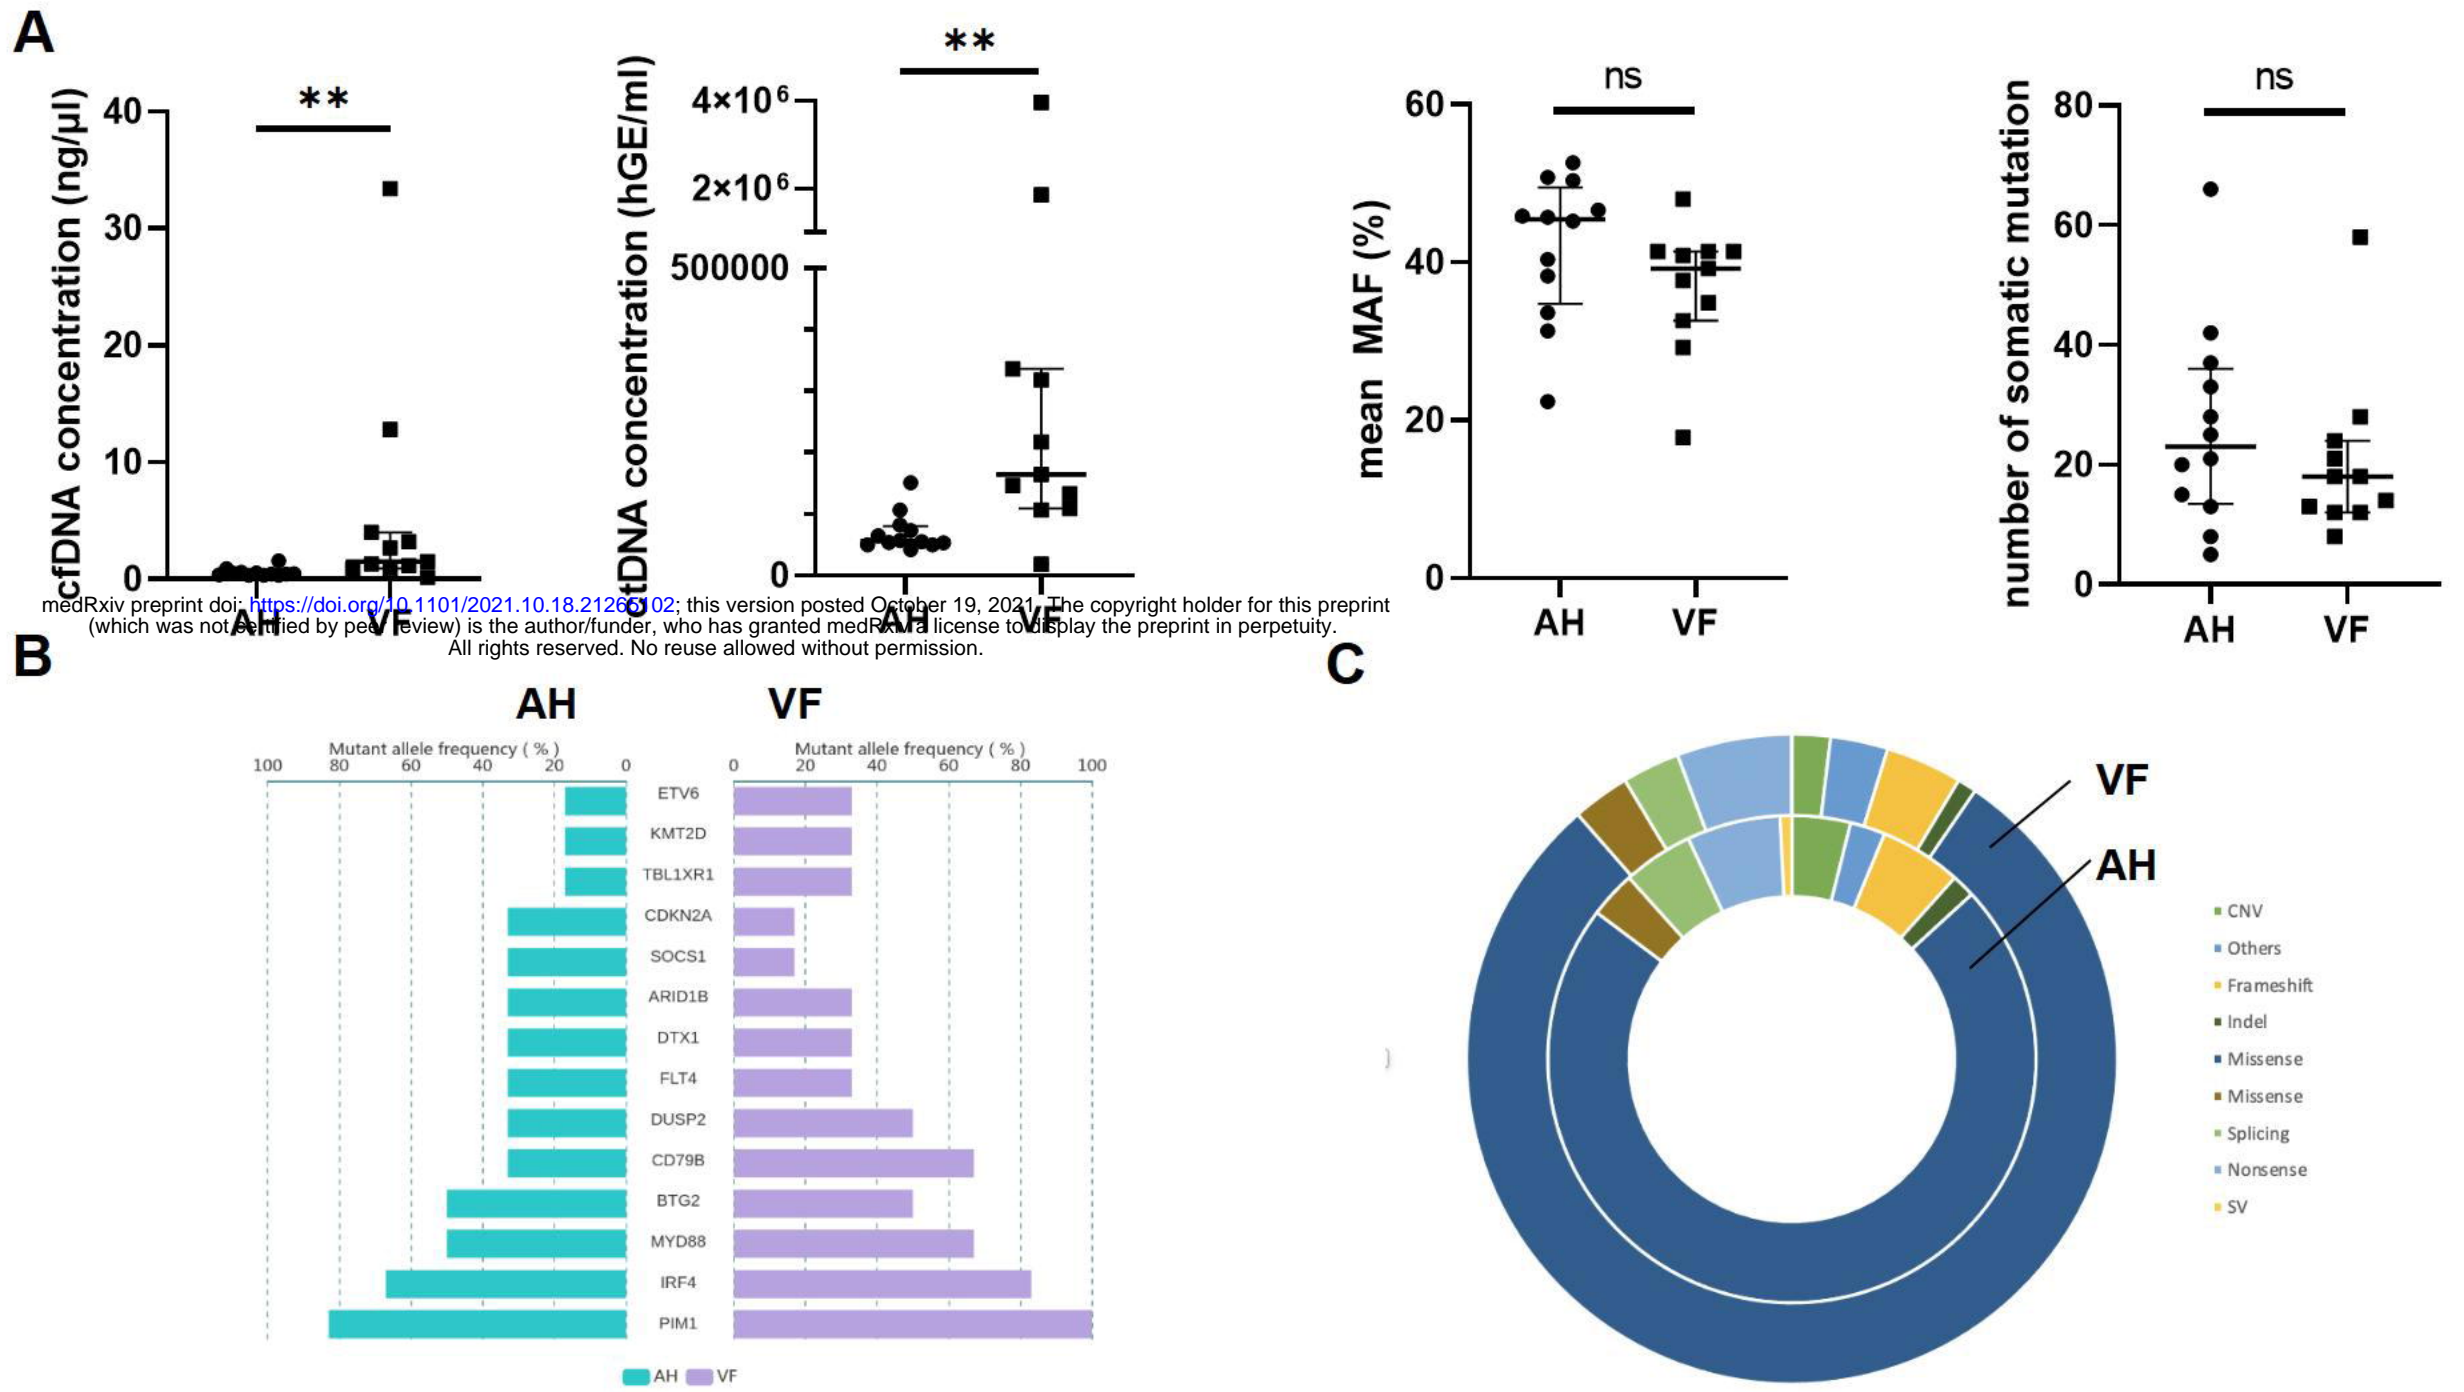 A
**
**
ns
ns
cfDNA concentration (ng/μl)
40
30
20
10
0
AH
VF
ctDNA concentration (hGE/ml)
4×10⁶
2×10⁶
500000
0
AH
VF
mean MAF (%)
60
40
20
0
AH
VF
number of somatic mutation
80
60
40
20
0
AH
VF
medRxiv preprint doi: https://doi.org/10.1101/2021.10.18.21265102; this version posted October 19, 2021. The copyright holder for this preprint
(which was not certified by peer review) is the author/funder, who has granted medRxiv a license to display the preprint in perpetuity.
All rights reserved. No reuse allowed without permission.
B
AH VF
Mutant allele frequency ( % ) Mutant allele frequency ( % )
100 80 60 40 20 0 0 20 40 60 80 100
ETV6
KMT2D
TBL1XR1
CDKN2A
SOCS1
ARID1B
DTX1
FLT4
DUSP2
CD79B
BTG2
MYD88
IRF4
PIM1
AH VF
C
VF
AH
)
CNV
Others
Frameshift
Indel
Missense
Missense
Splicing
Nonsense
SV